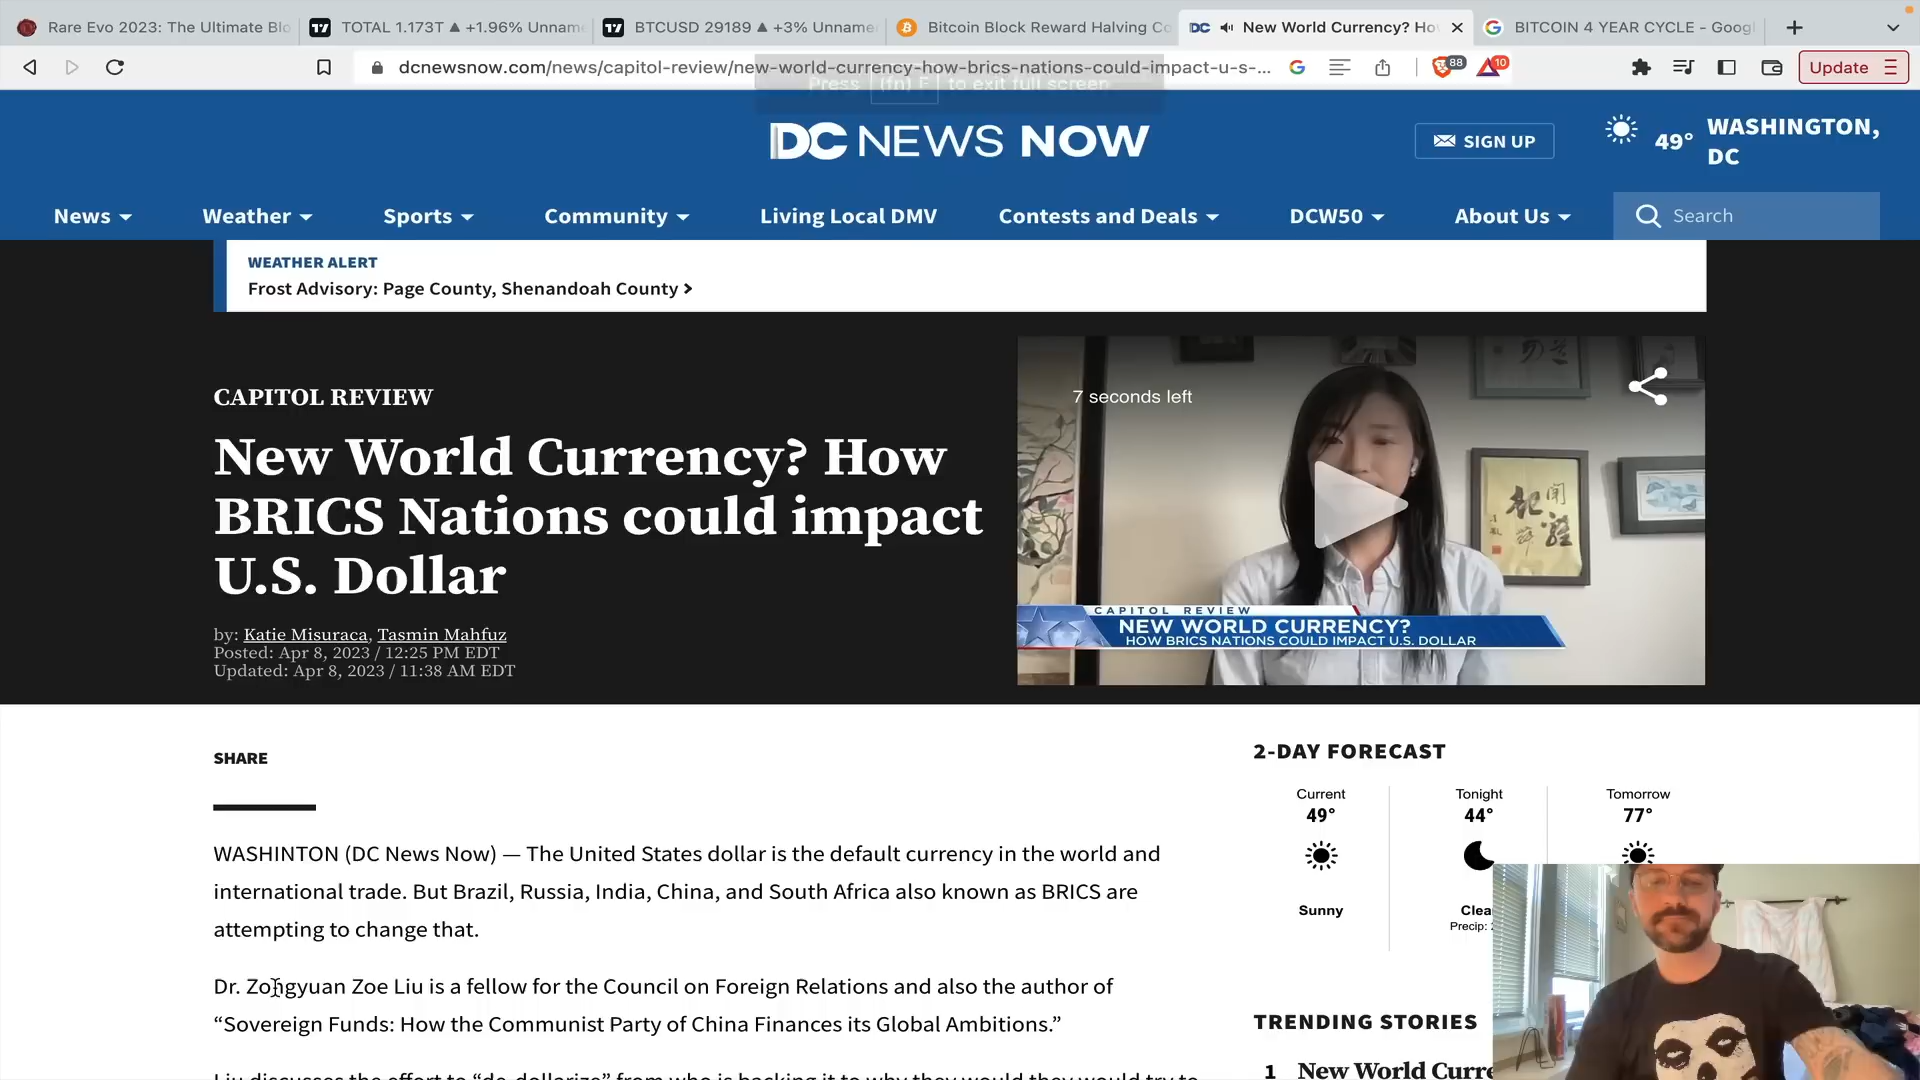 Rare Evo 2023: The Ultimate Blo
TOTAL 1.173T ▲ +1.96% Unnam
BTCUSD 29189 ▲ +3% Unname
Bitcoin Block Reward Halving Co
DC New World Currency? Ho
BITCOIN 4 YEAR CYCLE - Googl
dcnewsnow.com/news/capitol-review/new-world-currency-how-brics-nations-could-impact-u-s-...
88
10
Update
Press (fn) F to exit full screen
DC NEWS NOW
SIGN UP
49°
WASHINGTON,
DC
News
Weather
Sports
Community
Living Local DMV
Contests and Deals
DCW50
About Us
Search
WEATHER ALERT
Frost Advisory: Page County, Shenandoah County >
CAPITOL REVIEW
New World Currency? How
BRICS Nations could impact
U.S. Dollar
by: Katie Misuraca, Tasmin Mahfuz
Posted: Apr 8, 2023 / 12:25 PM EDT
Updated: Apr 8, 2023 / 11:38 AM EDT
7 seconds left
CAPITOL REVIEW
NEW WORLD CURRENCY?
HOW BRICS NATIONS COULD IMPACT U.S. DOLLAR
SHARE
WASHINTON (DC News Now) — The United States dollar is the default currency in the world and
international trade. But Brazil, Russia, India, China, and South Africa also known as BRICS are
attempting to change that.
Dr. Zongyuan Zoe Liu is a fellow for the Council on Foreign Relations and also the author of
“Sovereign Funds: How the Communist Party of China Finances its Global Ambitions.”
Liu discusses the effort to “de-dollarize” from who is backing it to why they would they would try to
2-DAY FORECAST
Current
49°
Sunny
Tonight
44°
Clea
Precip:
Tomorrow
77°
TRENDING STORIES
1 New World Curre